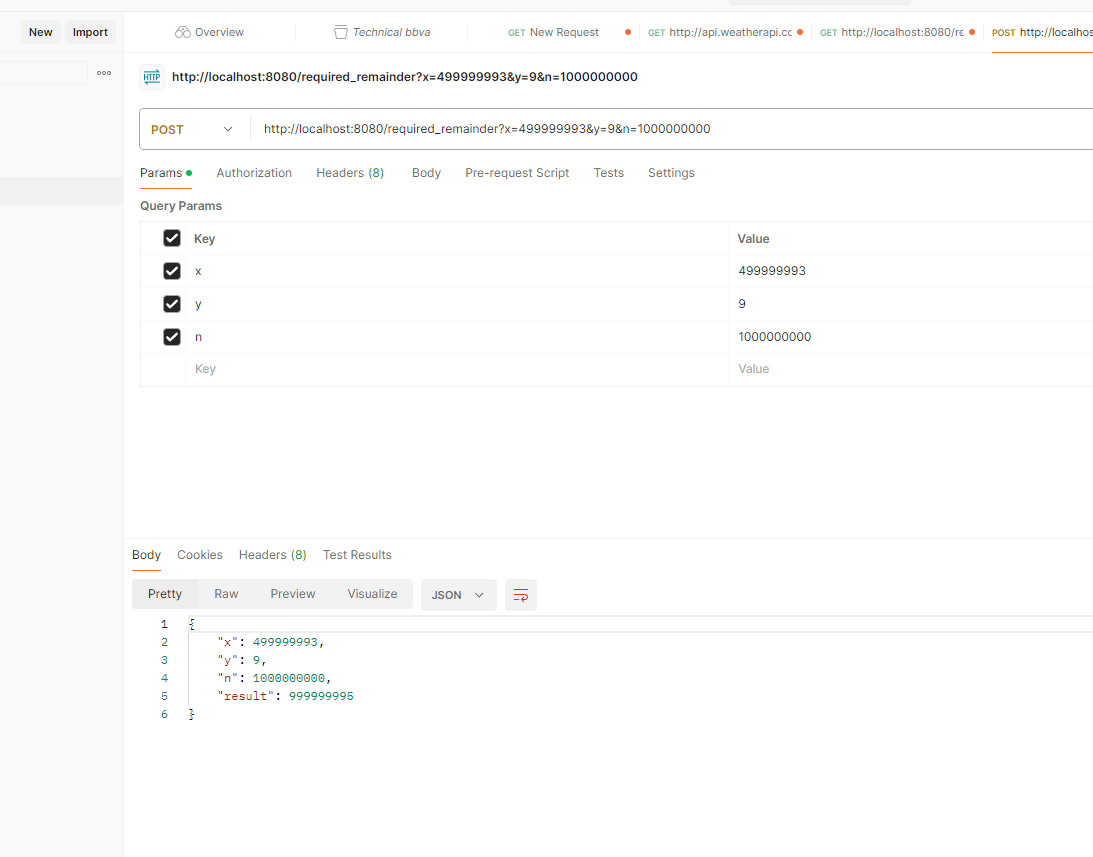 New Import Overview Technical bbva GET New Request GET http://api.weatherapi.cc GET http://localhost:8080/re POST http://localhos
HTTP http://localhost:8080/required_remainder?x=499999993&y=9&n=1000000000
POST http://localhost:8080/required_remainder?x=499999993&y=9&n=1000000000
Params Authorization Headers (8) Body Pre-request Script Tests Settings
Query Params
Key Value
x 499999993
y 9
n 1000000000
Key Value
Body Cookies Headers (8) Test Results
Pretty Raw Preview Visualize JSON
1 {
2 "x": 499999993,
3 "y": 9,
4 "n": 1000000000,
5 "result": 999999995
6 }